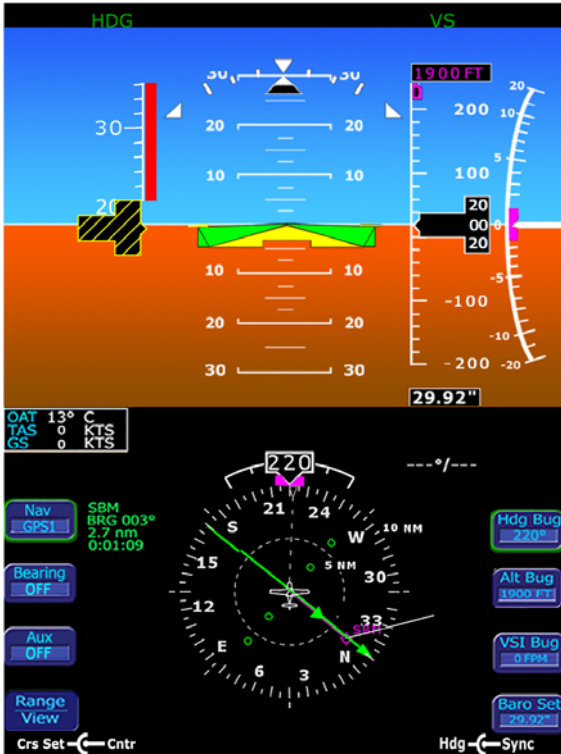 HDG VS
1900 FT
30 30
20 20
10 10
10 10
20 20
30 30
30
20
200
100
-100
-200
20
00
20
20
10
5
0
-5
-10
-20
29.92"
OAT 13° C
TAS 0 KTS
GS 0 KTS
220
---°/---
Nav
GPS1
SBM
BRG 003°
2.7 nm
0:01:09
Bearing
OFF
Aux
OFF
Range
View
Crs Set Cntr
21 24
S W
15 30
12 33
E N
6 3
10 NM
5 NM
SBM
Hdg Bug
220°
Alt Bug
1900 FT
VSI Bug
0 FPM
Baro Set
29.92"
Hdg Sync